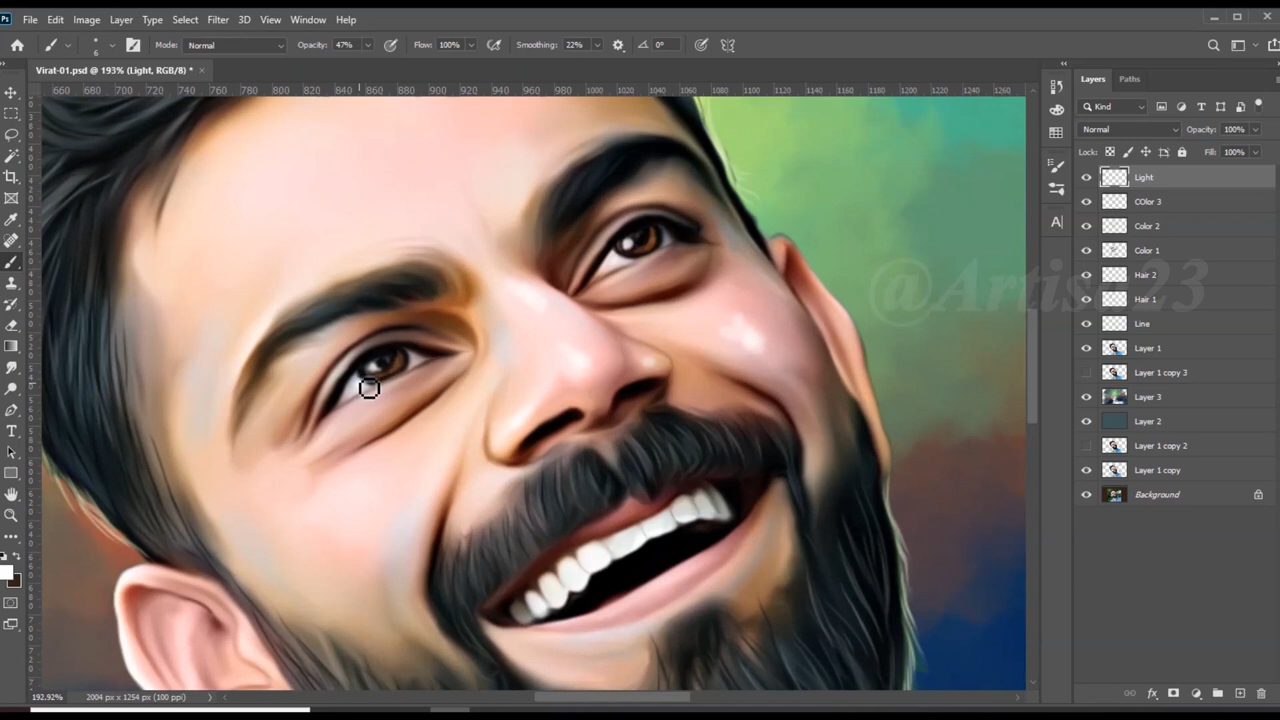 Ps File Edit Image Layer Type Select Filter 3D View Window Help
6 Mode: Normal Opacity: 47% Flow: 100% Smoothing: 22% 0°
Virat-01.psd @ 193% (Light, RGB/8) * ×
660 700 720 740 760 780 800 820 840 860 880 900 920 940 960 980 1000 1020 1040 1060 1080 1100 1120 1140 1160 1180 1200 1220 1240 1260
Layers Paths
Kind
Normal Opacity: 100%
Lock: Fill: 100%
Light
COlor 3
Color 2
Color 1
Hair 2
Hair 1
Line
Layer 1
Layer 1 copy 3
Layer 3
Layer 2
Layer 1 copy 2
Layer 1 copy
Background
192.92% 2004 px x 1254 px (100 ppi)